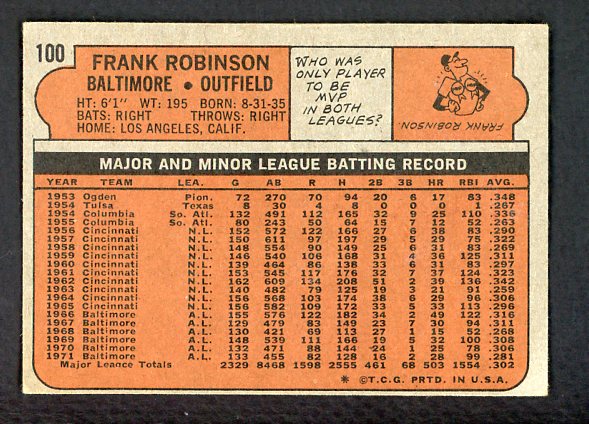 100
FRANK ROBINSON
BALTIMORE • OUTFIELD
HT: 6'1" WT: 195 BORN: 8-31-35
BATS: RIGHT THROWS: RIGHT
HOME: LOS ANGELES, CALIF.
WHO WAS
ONLY PLAYER
TO BE
MVP
IN BOTH
LEAGUES?
FRANK ROBINSON.
MAJOR AND MINOR LEAGUE BATTING RECORD
YEAR TEAM LEA. G AB R H 2B 3B HR RBI AVG.
1953 Ogden Pion. 72 270 70 94 20 6 17 83 .348
1954 Tulsa Texas 8 30 4 8 0 0 0 1 .267
1954 Columbia So. Atl. 132 491 112 165 32 9 25 110 .336
1955 Columbia So. Atl. 80 243 50 64 15 7 12 52 .263
1956 Cincinnati N.L. 152 572 122 166 27 6 38 83 .290
1957 Cincinnati N.L. 150 611 97 197 29 5 29 75 .322
1958 Cincinnati N.L. 148 554 90 149 25 6 31 83 .269
1959 Cincinnati N.L. 146 540 106 168 31 4 36 125 .311
1960 Cincinnati N.L. 139 464 86 161 33 6 31 83 .297
1961 Cincinnati N.L. 153 545 117 176 32 7 37 124 .323
1962 Cincinnati N.L. 162 609 134 208 51 2 39 136 .342
1963 Cincinnati N.L. 140 482 79 125 19 3 21 91 .259
1964 Cincinnati N.L. 156 568 103 174 38 6 29 96 .306
1965 Cincinnati N.L. 156 582 109 172 33 5 33 113 .296
1966 Baltimore A.L. 155 576 122 182 34 2 49 122 .316
1967 Baltimore A.L. 129 479 83 149 23 7 30 94 .311
1968 Baltimore A.L. 130 421 69 113 27 1 15 52 .268
1969 Baltimore A.L. 148 539 111 166 19 5 32 100 .308
1970 Baltimore A.L. 132 471 88 144 24 1 25 78 .306
1971 Baltimore A.L. 133 455 82 128 16 2 28 99 .281
Major League Totals 2329 8468 1598 2555 461 68 503 1554 .302
* ©T.C.G. PRTD. IN U.S.A.